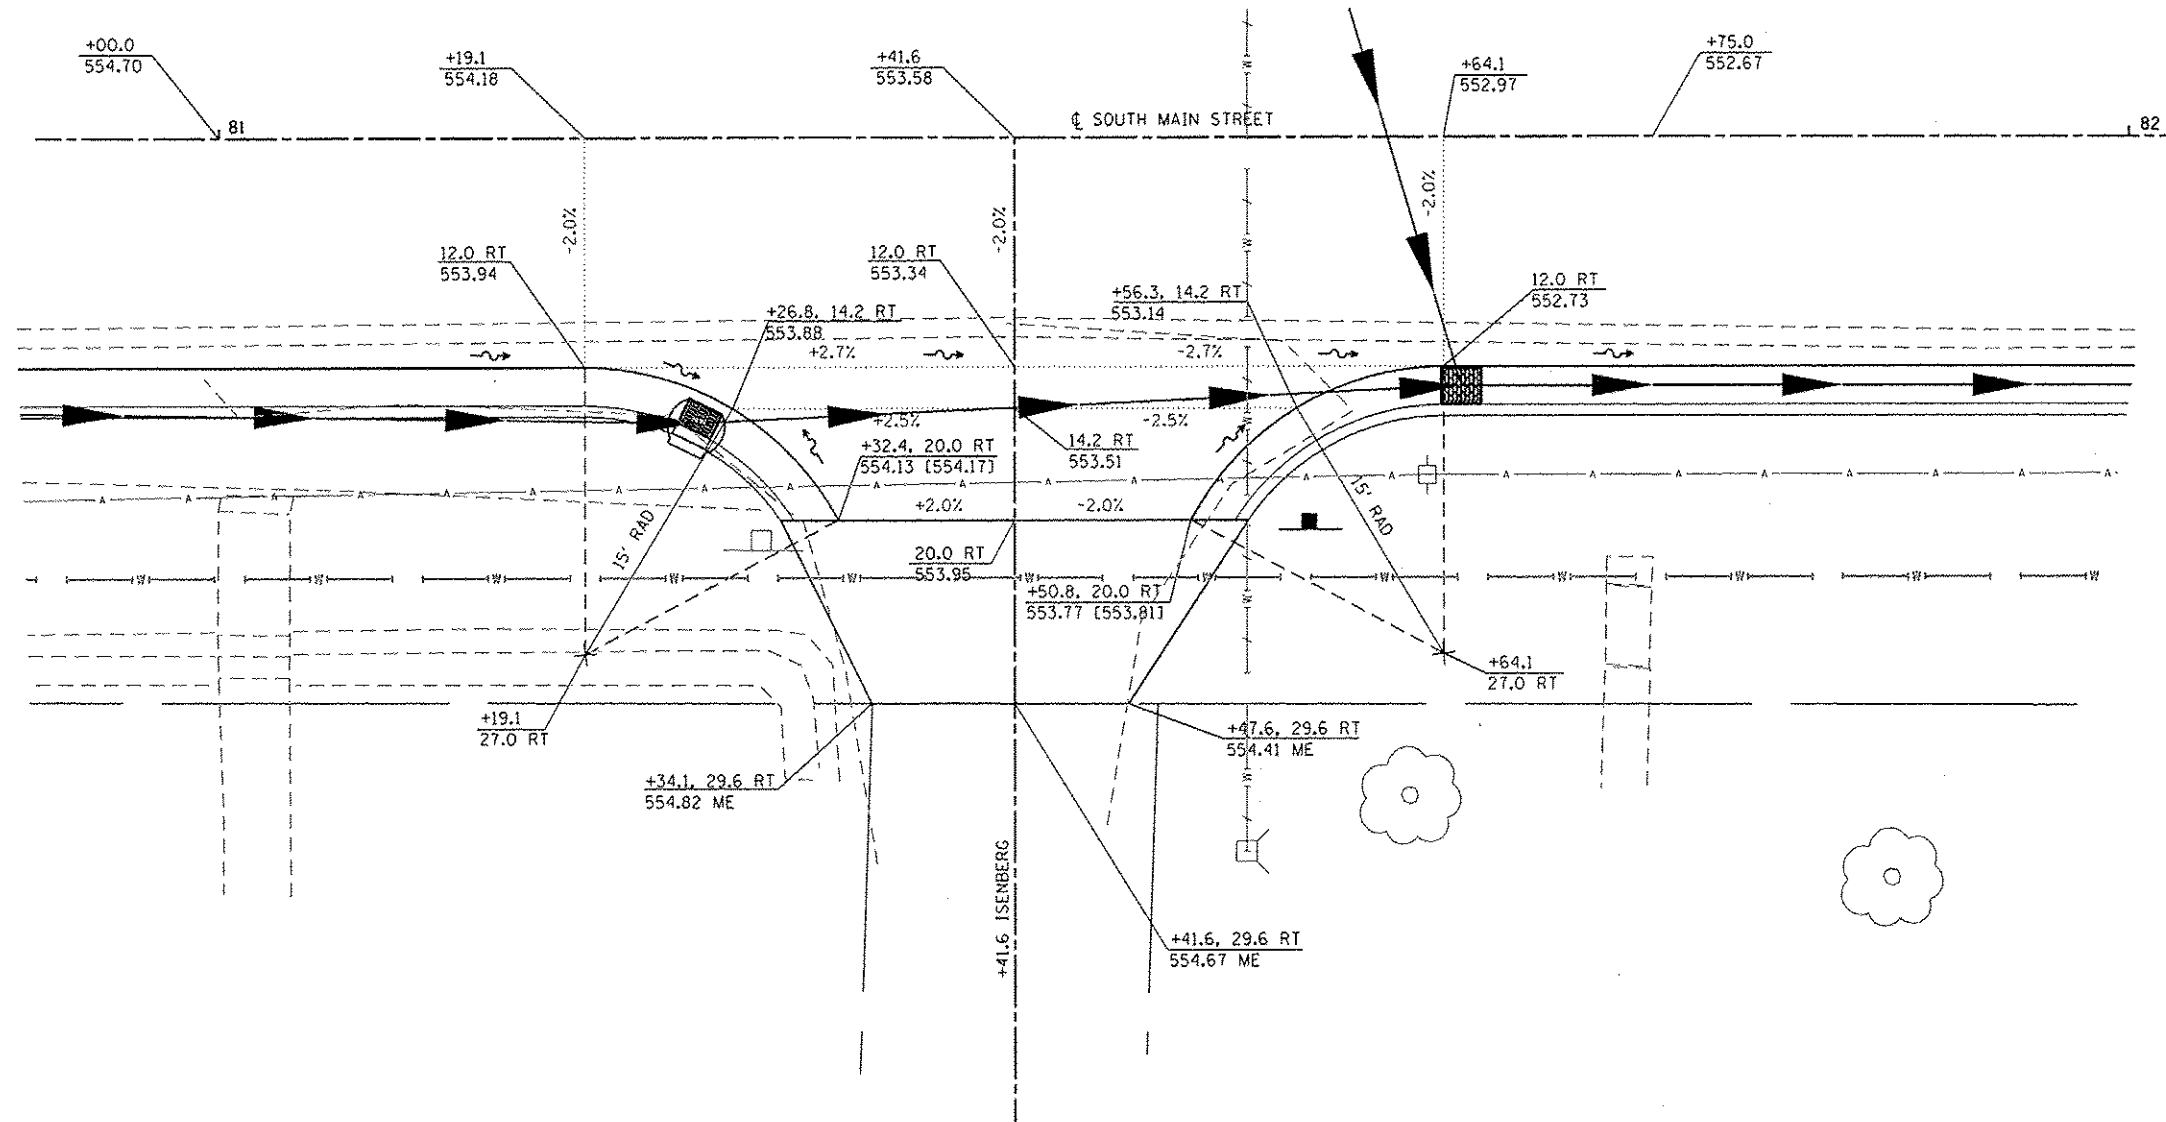 +00.0
554.70
+19.1
554.18
+41.6
553.58
+64.1
552.97
+75.0
552.67
81
℄ SOUTH MAIN STREET
82
-2.0%
-2.0%
-2.0%
12.0 RT
553.94
12.0 RT
553.34
12.0 RT
552.73
+26.8, 14.2 RT
553.88
+56.3, 14.2 RT
553.14
+2.7%
-2.7%
+2.5%
-2.5%
14.2 RT
553.51
+32.4, 20.0 RT
554.13 [554.17]
A A A A A A A A A A A A A A A A A A A A A A A A
+2.0%
-2.0%
15' RAD
15' RAD
20.0 RT
553.95
W W W W W W W W W W W W
W
W
W
W
W
W
+50.8, 20.0 RT
553.77 [553.81]
+64.1
27.0 RT
+19.1
27.0 RT
+47.6, 29.6 RT
554.41 ME
+34.1, 29.6 RT
554.82 ME
+41.6 ISENBERG
+41.6, 29.6 RT
554.67 ME